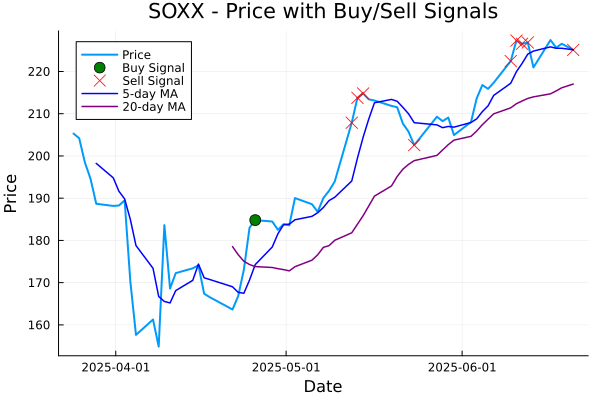 SOXX - Price with Buy/Sell Signals
Price
Buy Signal
Sell Signal
5-day MA
20-day MA
Price
220
210
200
190
180
170
160
2025-04-01
2025-05-01
2025-06-01
Date